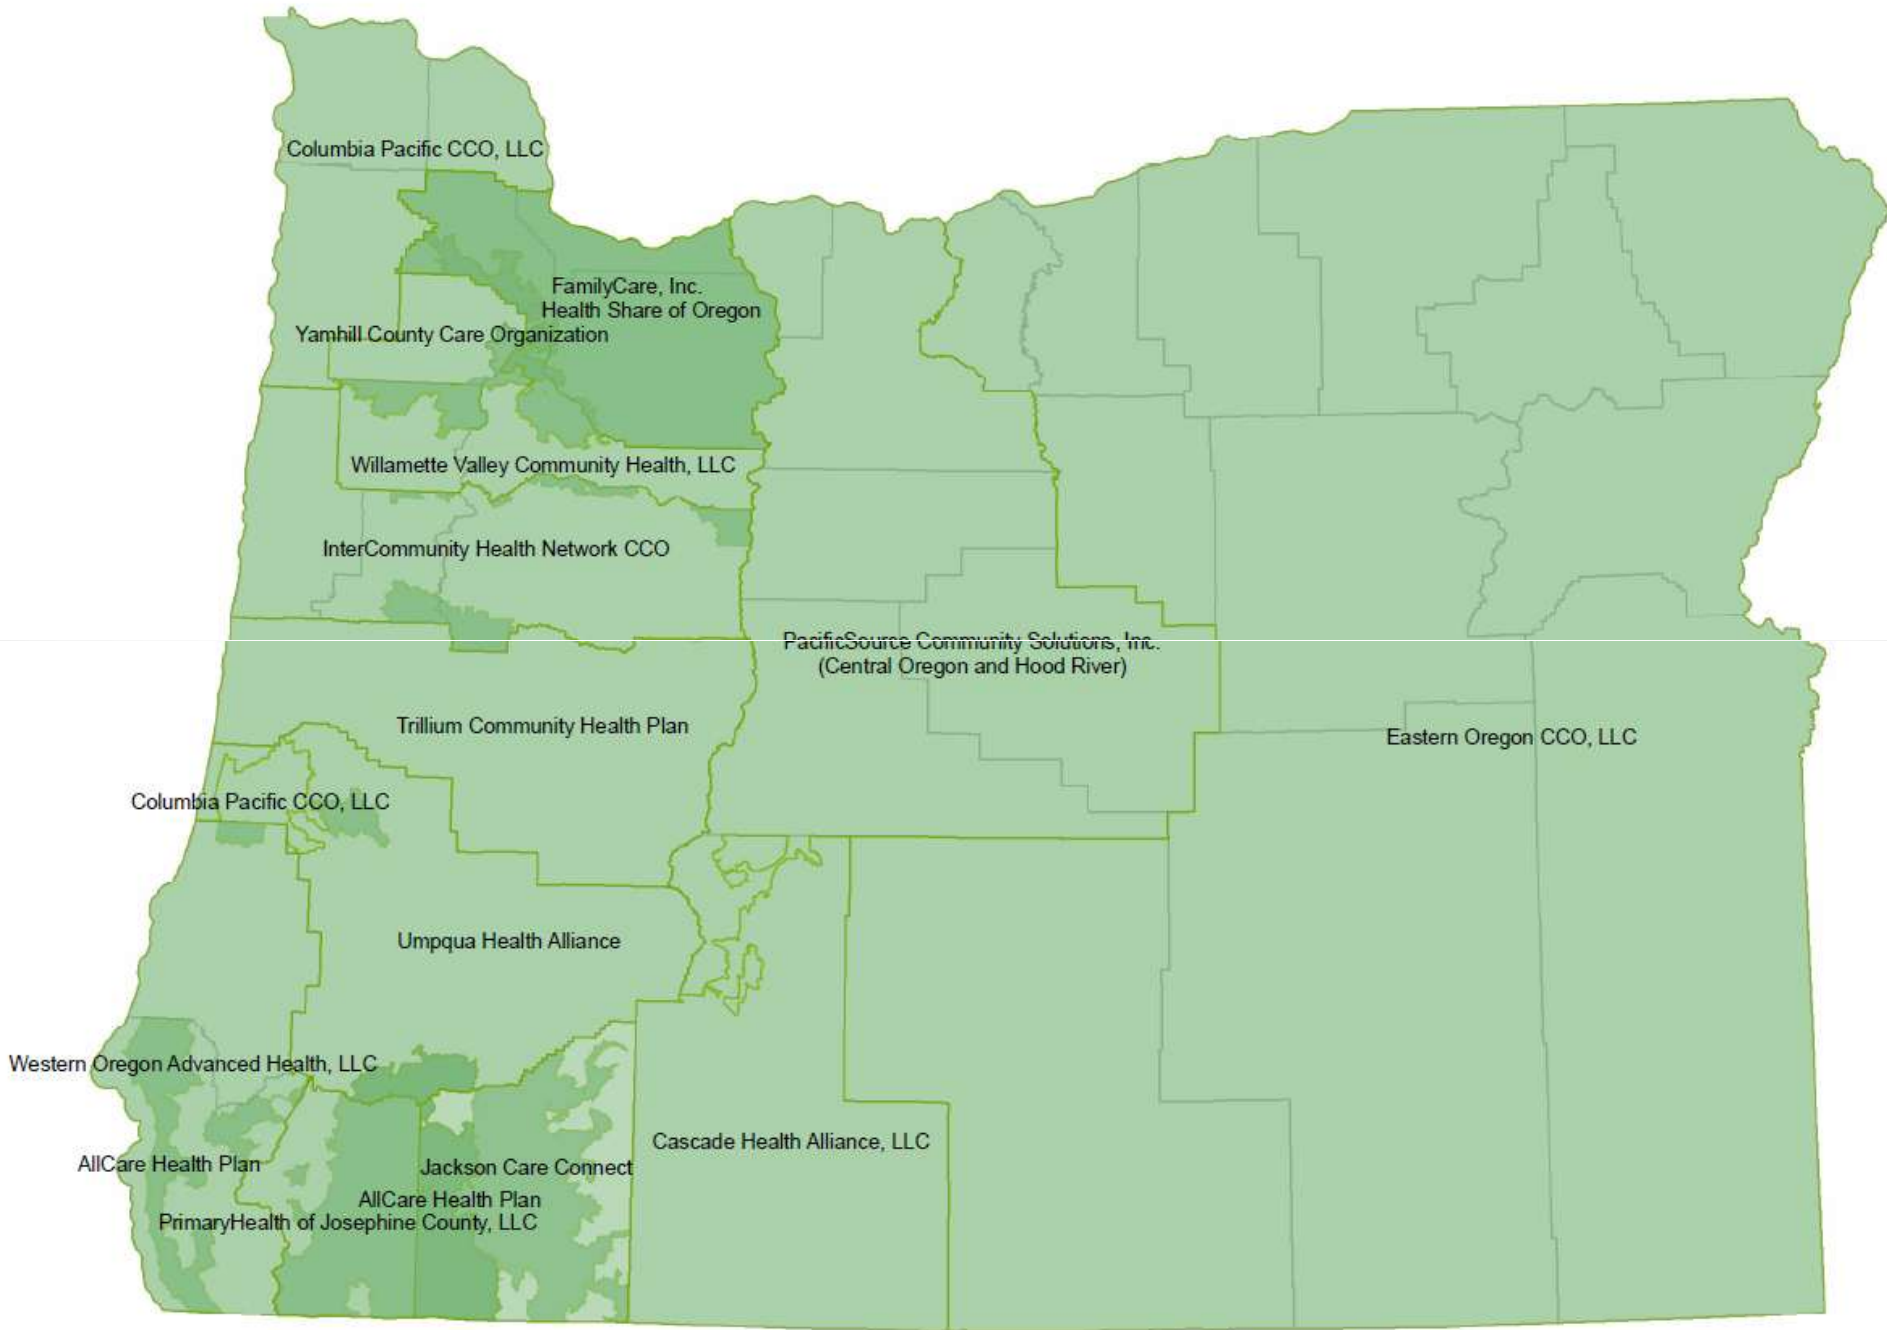 Columbia Pacific CCO, LLC
FamilyCare, Inc.
Health Share of Oregon
Yamhill County Care Organization
Willamette Valley Community Health, LLC
InterCommunity Health Network CCO
PacificSource Community Solutions, Inc.
(Central Oregon and Hood River)
Trillium Community Health Plan
Eastern Oregon CCO, LLC
Columbia Pacific CCO, LLC
Umpqua Health Alliance
Western Oregon Advanced Health, LLC
Cascade Health Alliance, LLC
AllCare Health Plan
Jackson Care Connect
AllCare Health Plan
PrimaryHealth of Josephine County, LLC